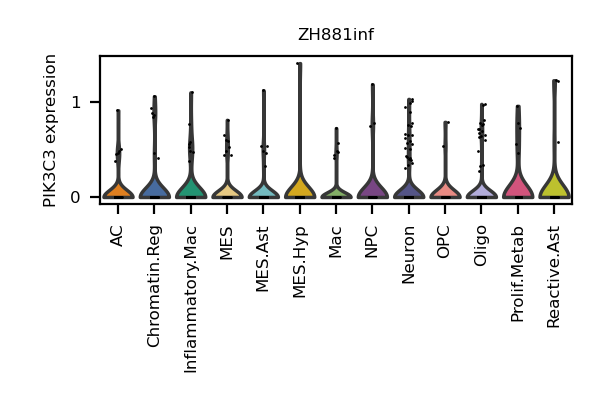 ZH881inf
PIK3C3 expression
1
0
AC
Chromatin.Reg
Inflammatory.Mac
MES
MES.Ast
MES.Hyp
Mac
NPC
Neuron
OPC
Oligo
Prolif.Metab
Reactive.Ast